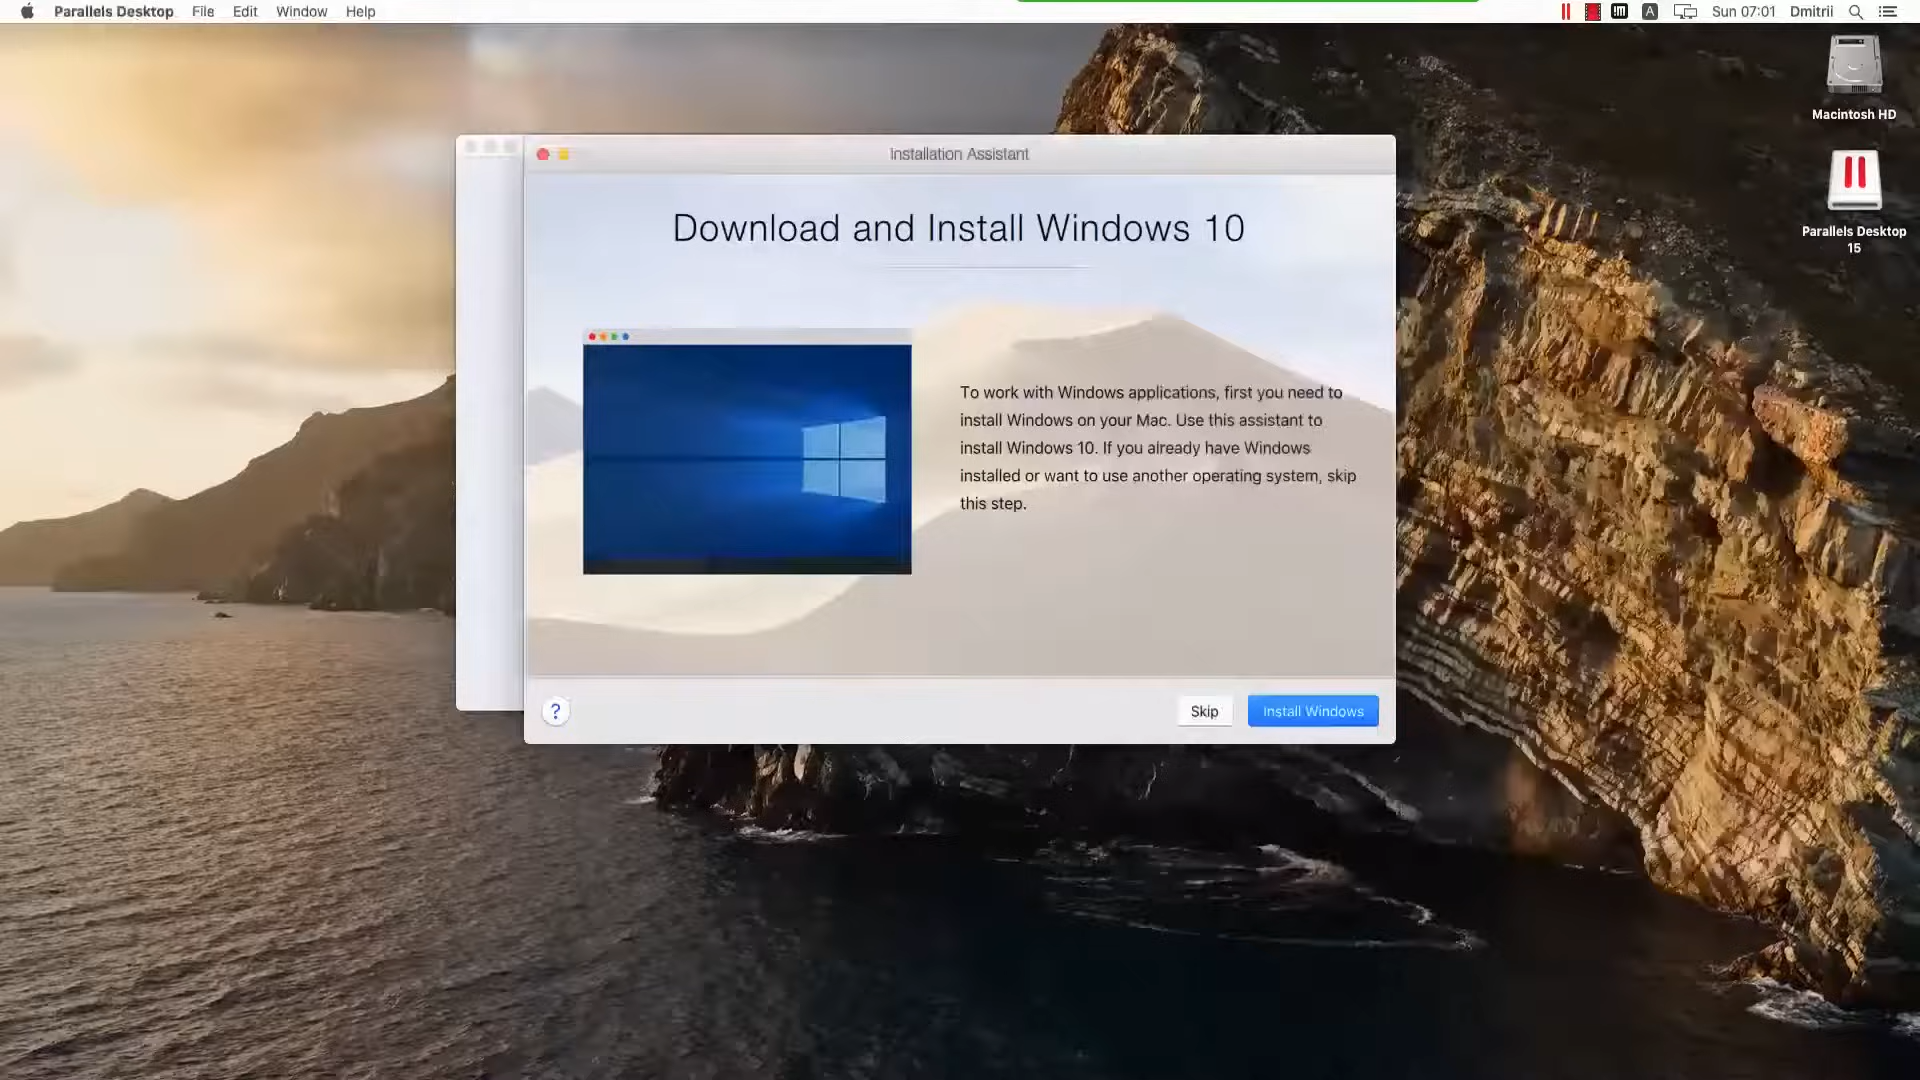 Parallels Desktop File Edit Window Help
A Sun 07:01 Dmitrii
Macintosh HD
Parallels Desktop
15
Installation Assistant
Download and Install Windows 10
To work with Windows applications, first you need to
install Windows on your Mac. Use this assistant to
install Windows 10. If you already have Windows
installed or want to use another operating system, skip
this step.
? Skip Install Windows